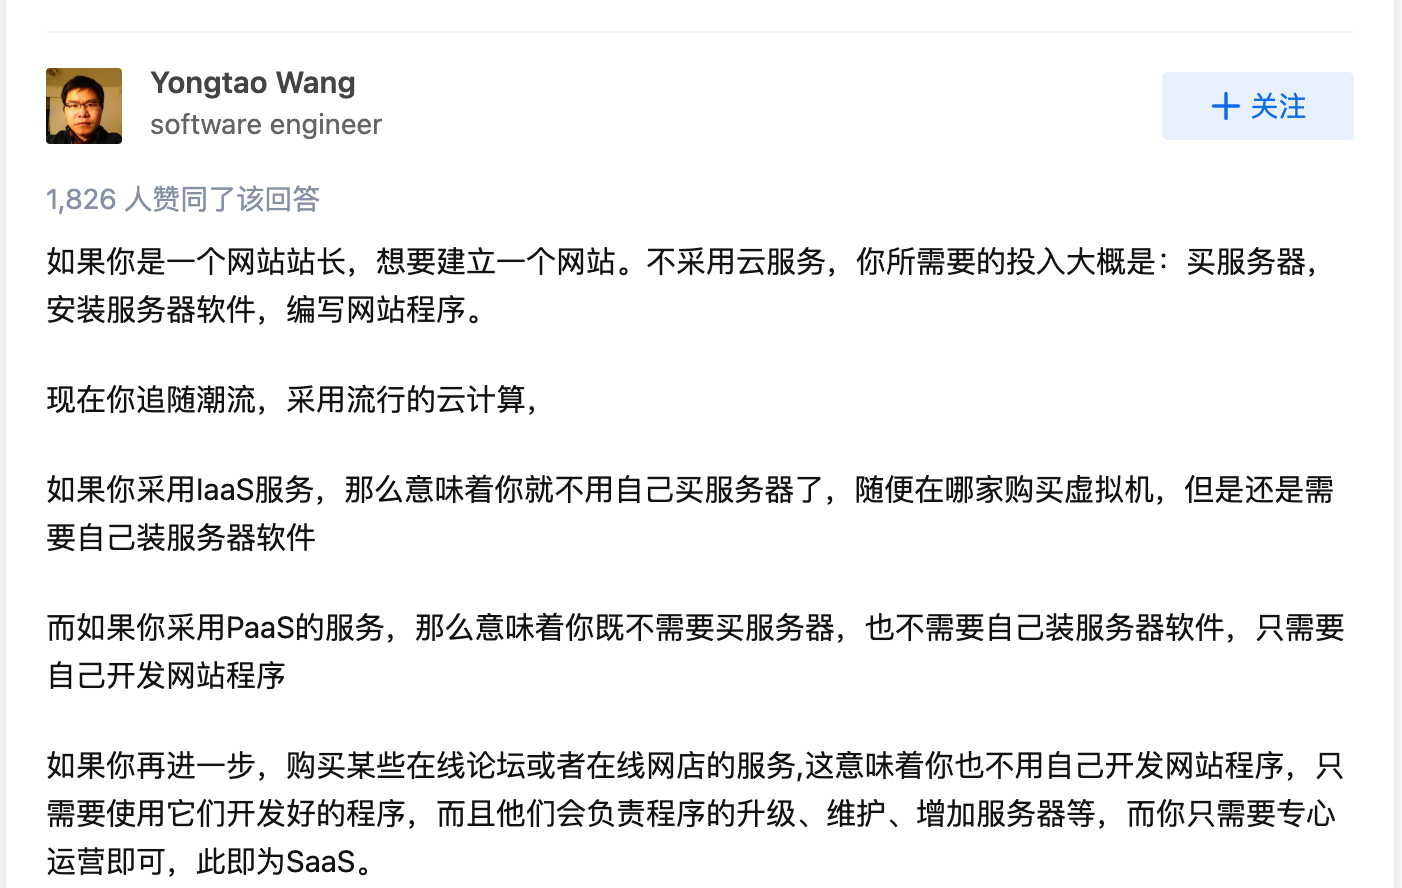 Yongtao Wang
software engineer
+ 关注
1,826 人赞同了该回答
如果你是一个网站站长，想要建立一个网站。不采用云服务，你所需要的投入大概是：买服务器，
安装服务器软件，编写网站程序。
现在你追随潮流，采用流行的云计算，
如果你采用IaaS服务，那么意味着你就不用自己买服务器了，随便在哪家购买虚拟机，但是还是需
要自己装服务器软件
而如果你采用PaaS的服务，那么意味着你既不需要买服务器，也不需要自己装服务器软件，只需要
自己开发网站程序
如果你再进一步，购买某些在线论坛或者在线网店的服务,这意味着你也不用自己开发网站程序，只
需要使用它们开发好的程序，而且他们会负责程序的升级、维护、增加服务器等，而你只需要专心
运营即可，此即为SaaS。